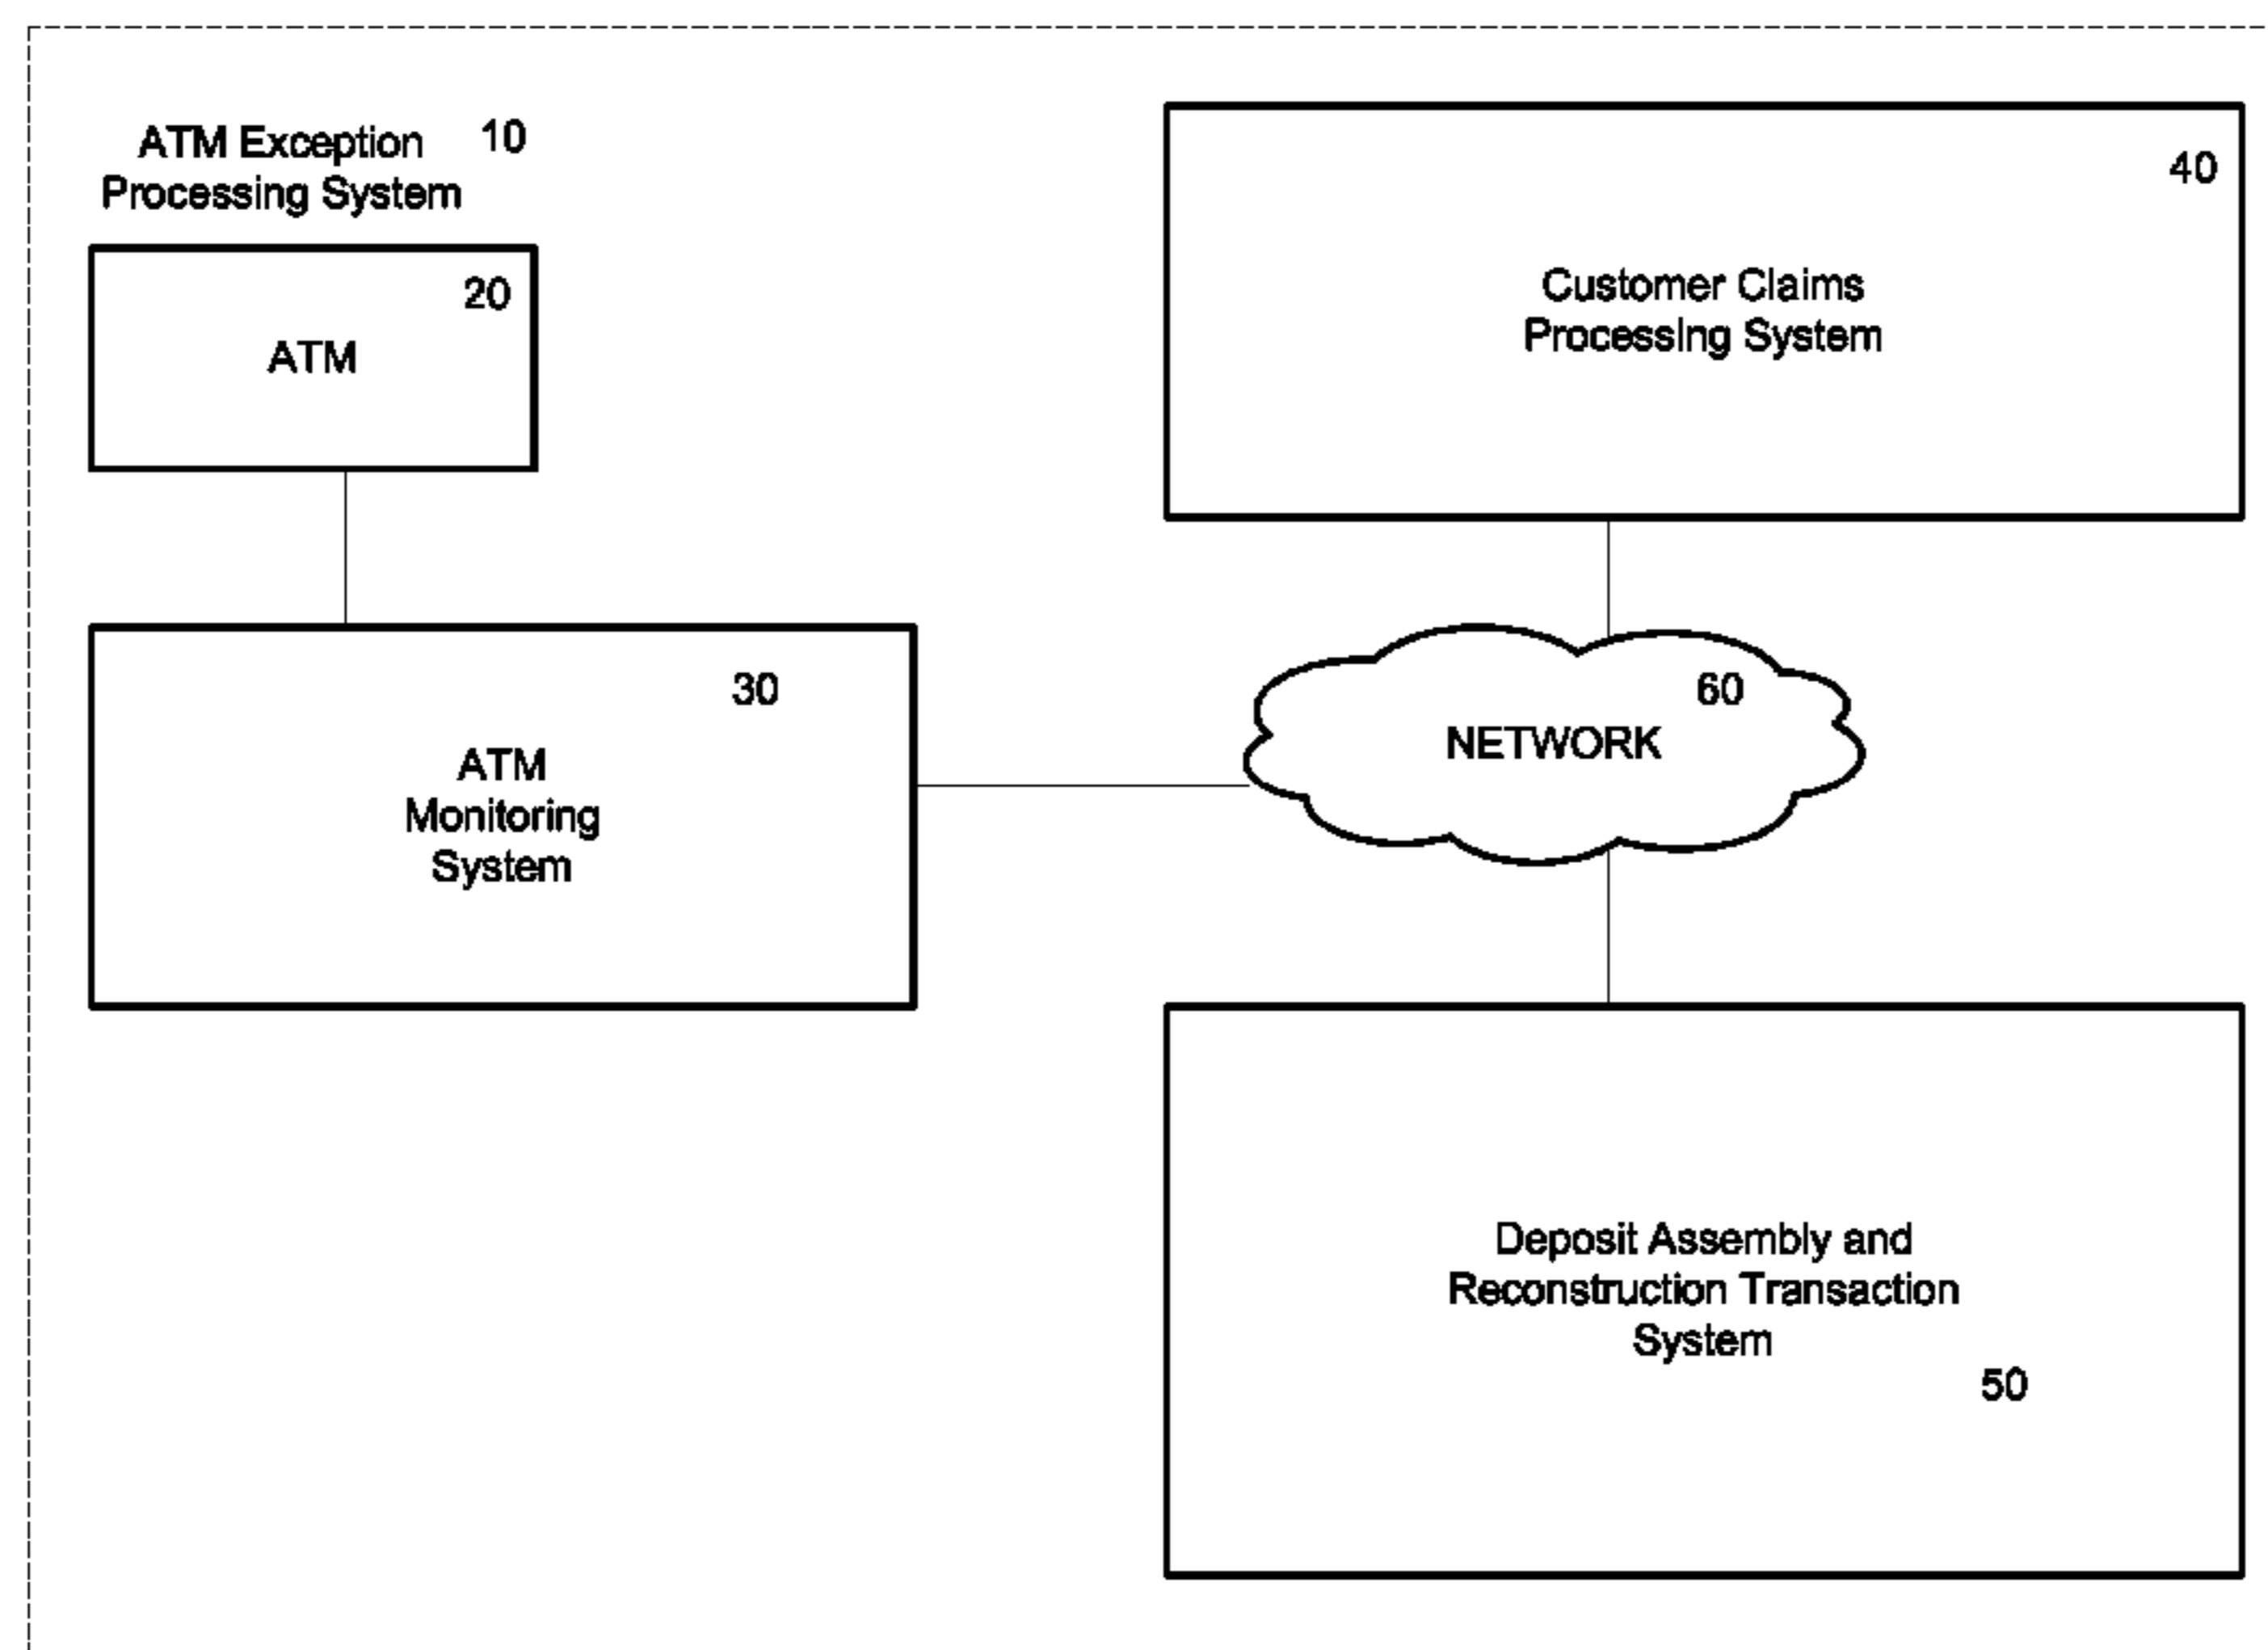 ATM Exception 10
Processing System
20
ATM
40
Customer Claims
Processing System
30
ATM
Monitoring
System
60
NETWORK
Deposit Assembly and
Reconstruction Transaction
System
50